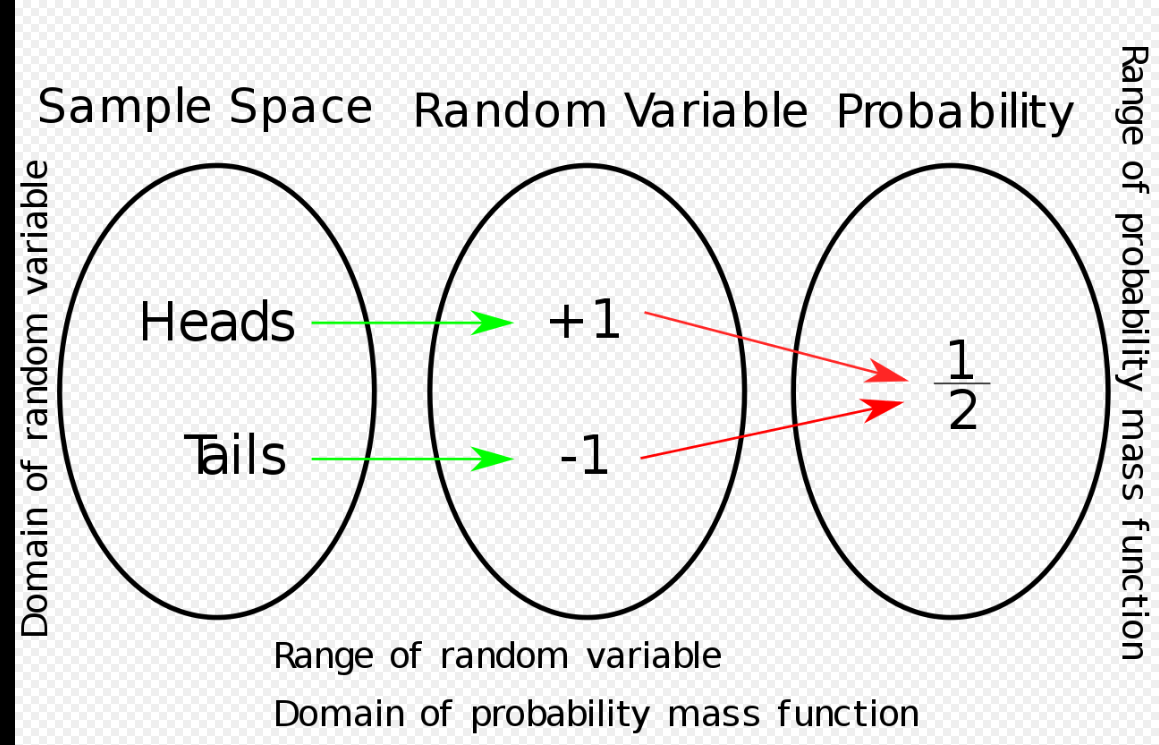 Sample Space
Random Variable
Probability
Domain of random variable
Heads
Tails
+1
-1
1
2
Range of probability mass function
Range of random variable
Domain of probability mass function